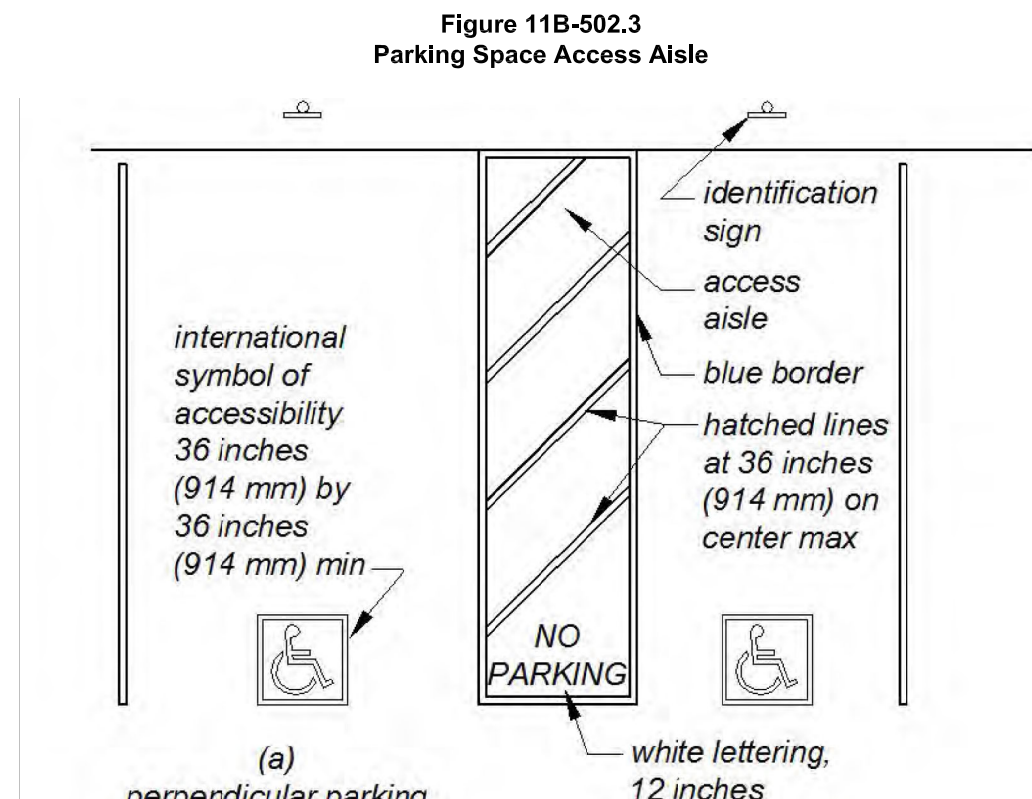 Figure 11B-502.3
Parking Space Access Aisle
identification
sign
access
aisle
blue border
hatched lines
at 36 inches
(914 mm) on
center max
international
symbol of
accessibility
36 inches
(914 mm) by
36 inches
(914 mm) min
NO
PARKING
white lettering,
12 inches
(a)
perpendicular parking